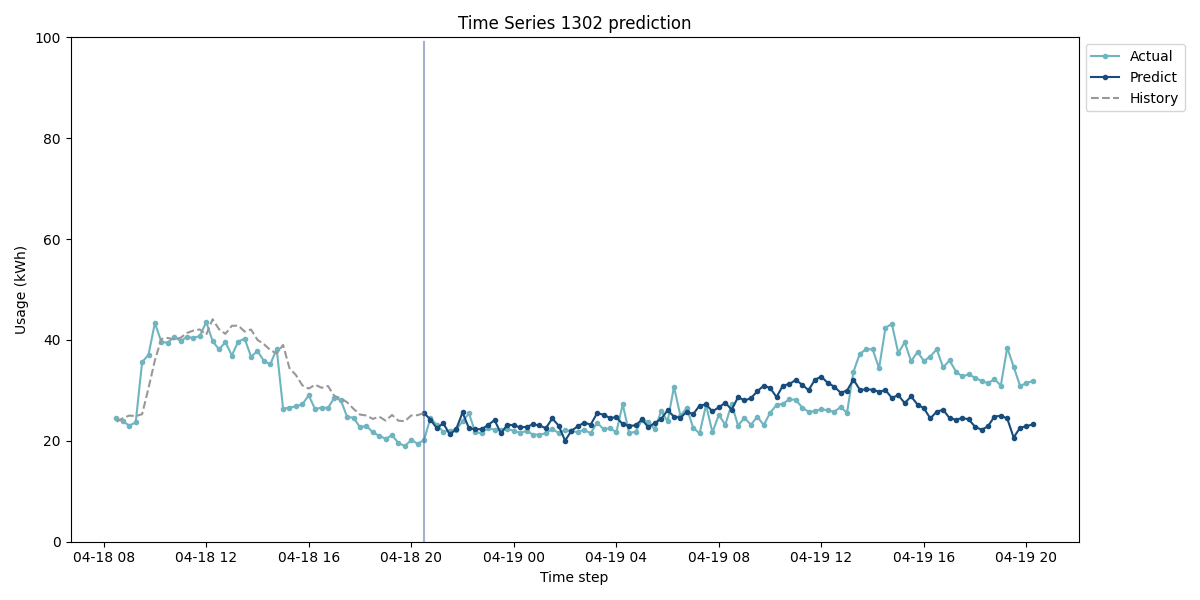 Time Series 1302 prediction
100
80
60
40
20
0
Usage (kWh)
04-18 08
04-18 12
04-18 16
04-18 20
04-19 00
04-19 04
04-19 08
04-19 12
04-19 16
04-19 20
Time step
Actual
Predict
History